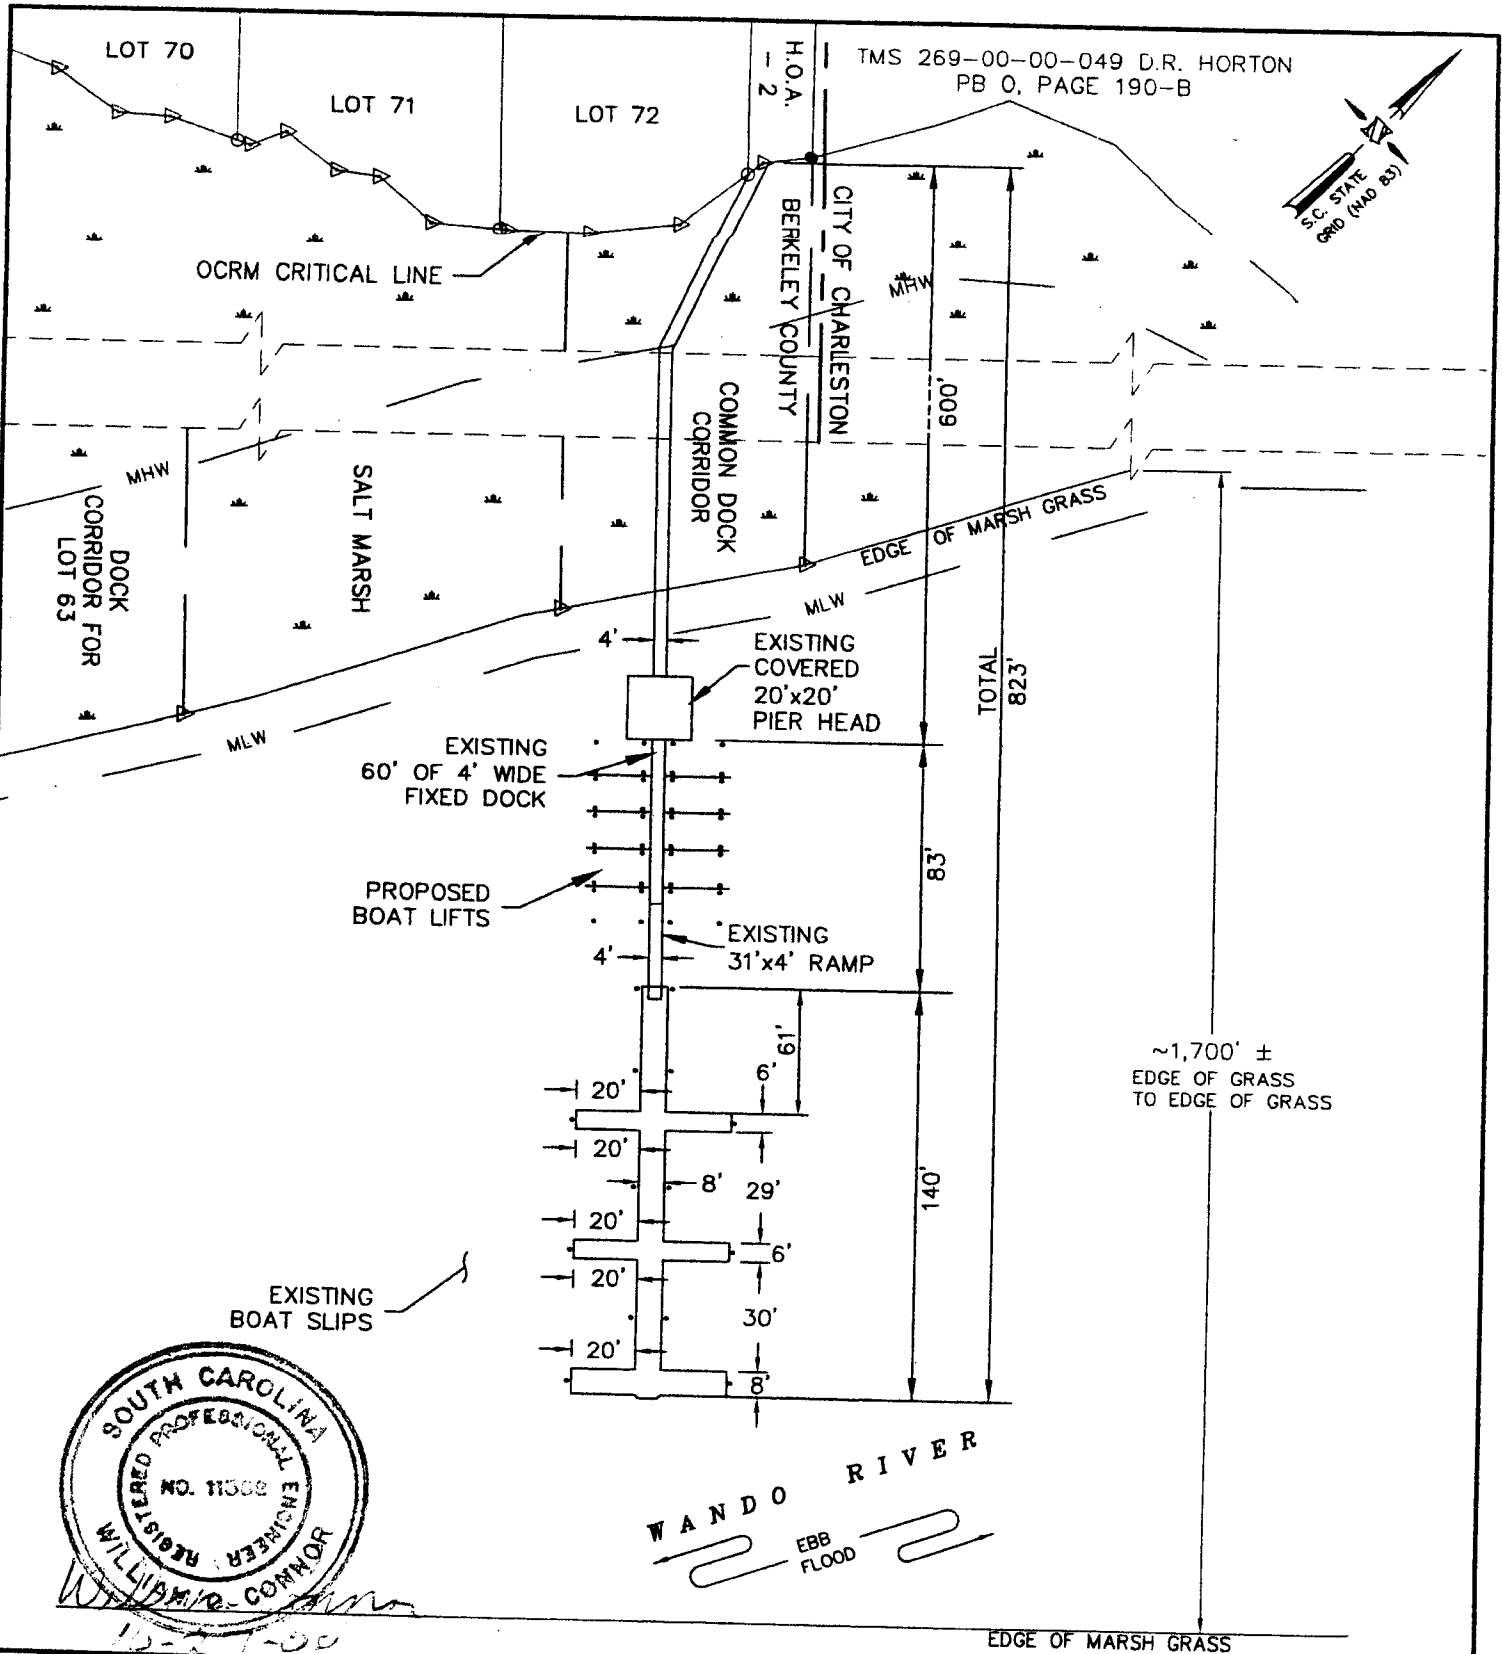 LOT 70
LOT 71
LOT 72
H.O.A.
- 2
TMS 269-00-00-049 D.R. HORTON
PB O, PAGE 190-B
N
S.C. STATE
GRID (NAD 83)
OCRM CRITICAL LINE
BERKELEY COUNTY
CITY OF CHARLESTON
MHW
600'
COMMON DOCK
CORRIDOR
MHW
SALT MARSH
DOCK
CORRIDOR FOR
LOT 63
EDGE OF MARSH GRASS
MLW
MLW
4'
EXISTING
COVERED
20'x20'
PIER HEAD
TOTAL
823'
EXISTING
60' OF 4' WIDE
FIXED DOCK
83'
PROPOSED
BOAT LIFTS
EXISTING
31'x4' RAMP
4'
61'
6'
20'
20'
8'
29'
140'
20'
6'
20'
30'
20'
8'
~1,700' ±
EDGE OF GRASS
TO EDGE OF GRASS
EXISTING
BOAT SLIPS
WANDO RIVER
EBB
FLOOD
SOUTH CAROLINA
REGISTERED PROFESSIONAL ENGINEER
CONNOR
EDGE OF MARSH GRASS